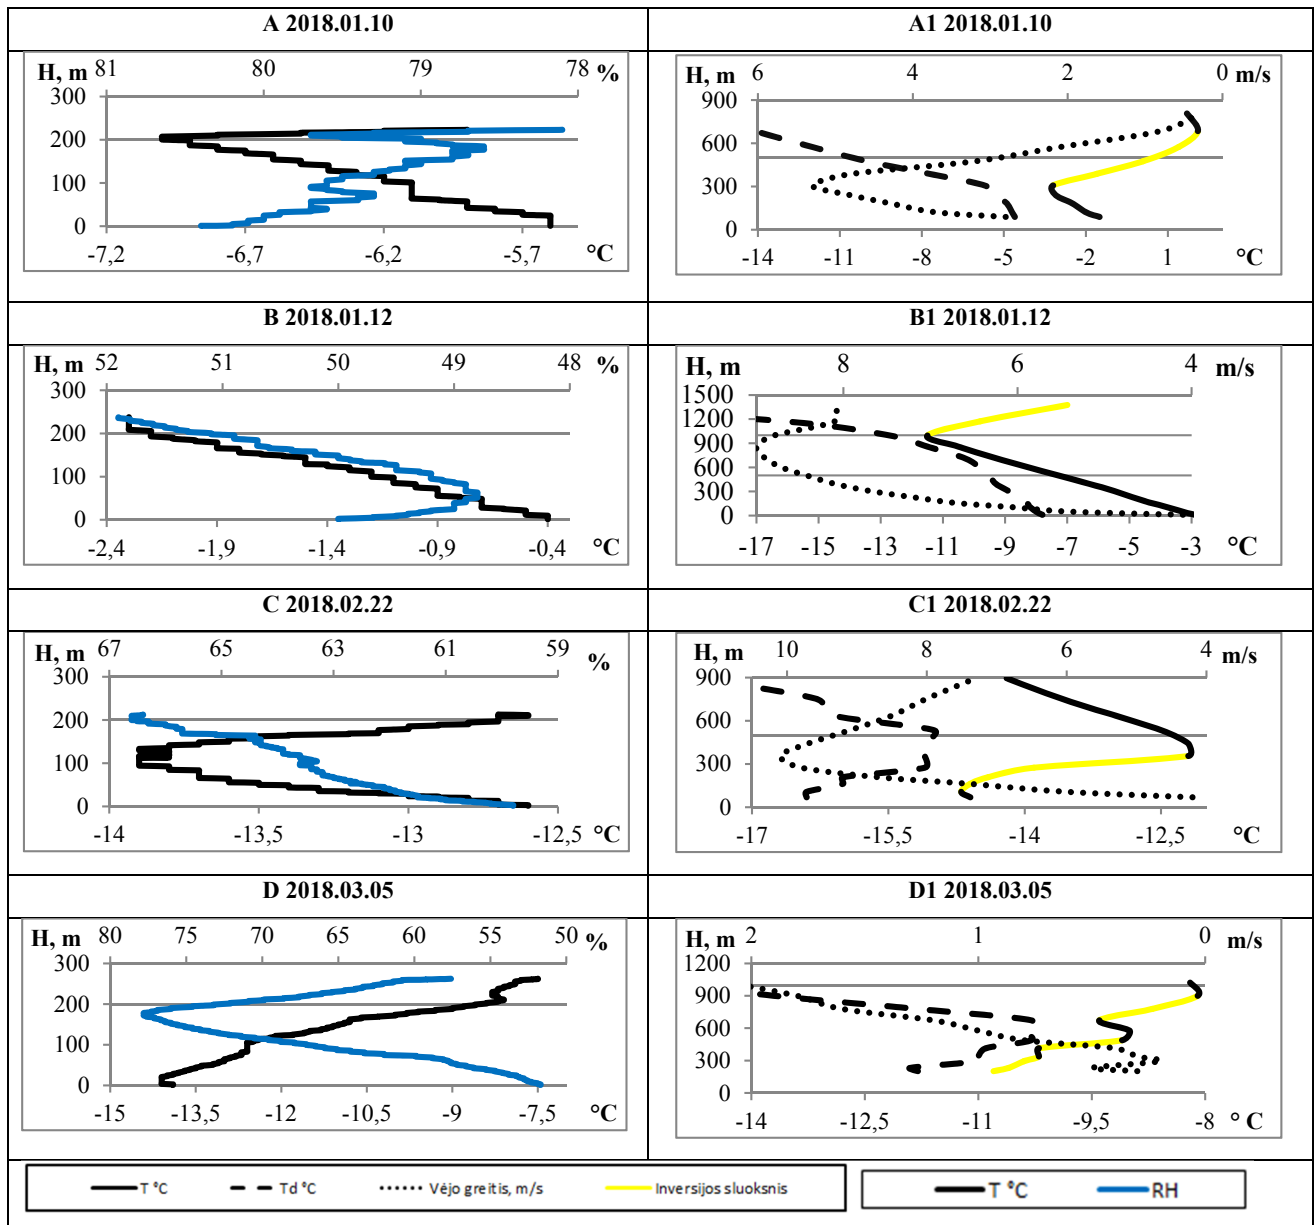 A 2018.01.10
A1 2018.01.10
H, m 81 80 79 78 %
300
200
100
0
-7,2 -6,7 -6,2 -5,7 °C
H, m 6 4 2 0 m/s
900
600
300
0
-14 -11 -8 -5 -2 1 °C
B 2018.01.12
B1 2018.01.12
H, m 52 51 50 49 48 %
300
200
100
0
-2,4 -1,9 -1,4 -0,9 -0,4 °C
H, m 8 6 4 m/s
1500
1200
900
600
300
0
-17 -15 -13 -11 -9 -7 -5 -3 °C
C 2018.02.22
C1 2018.02.22
H, m 67 65 63 61 59 %
300
200
100
0
-14 -13,5 -13 -12,5 °C
H, m 10 8 6 4 m/s
900
600
300
0
-17 -15,5 -14 -12,5 °C
D 2018.03.05
D1 2018.03.05
H, m 80 75 70 65 60 55 50 %
300
200
100
0
-15 -13,5 -12 -10,5 -9 -7,5 °C
H, m 2 1 0 m/s
1200
900
600
300
0
-14 -12,5 -11 -9,5 -8 ° C
T °C Td °C Vėjo greitis, m/s Inversijos sluoksnis
T °C RH